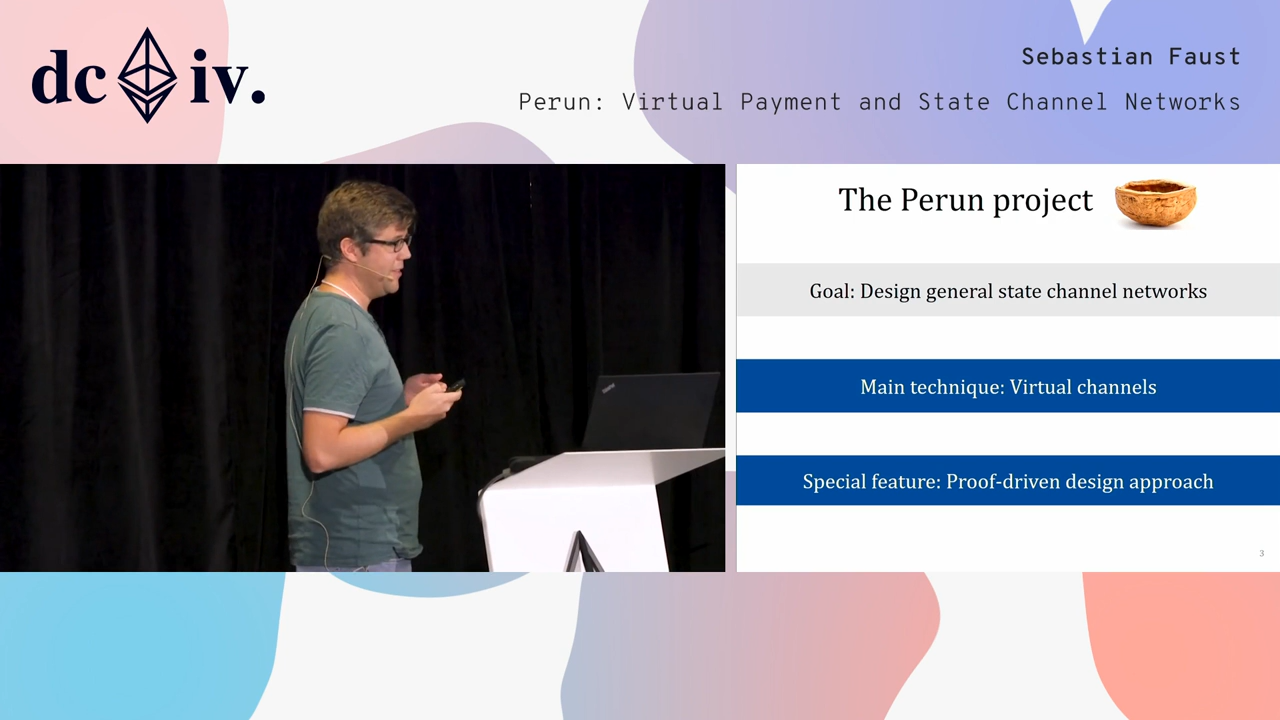 dc iv.
Sebastian Faust
Perun: Virtual Payment and State Channel Networks
The Perun project
Goal: Design general state channel networks
Main technique: Virtual channels
Special feature: Proof-driven design approach
3